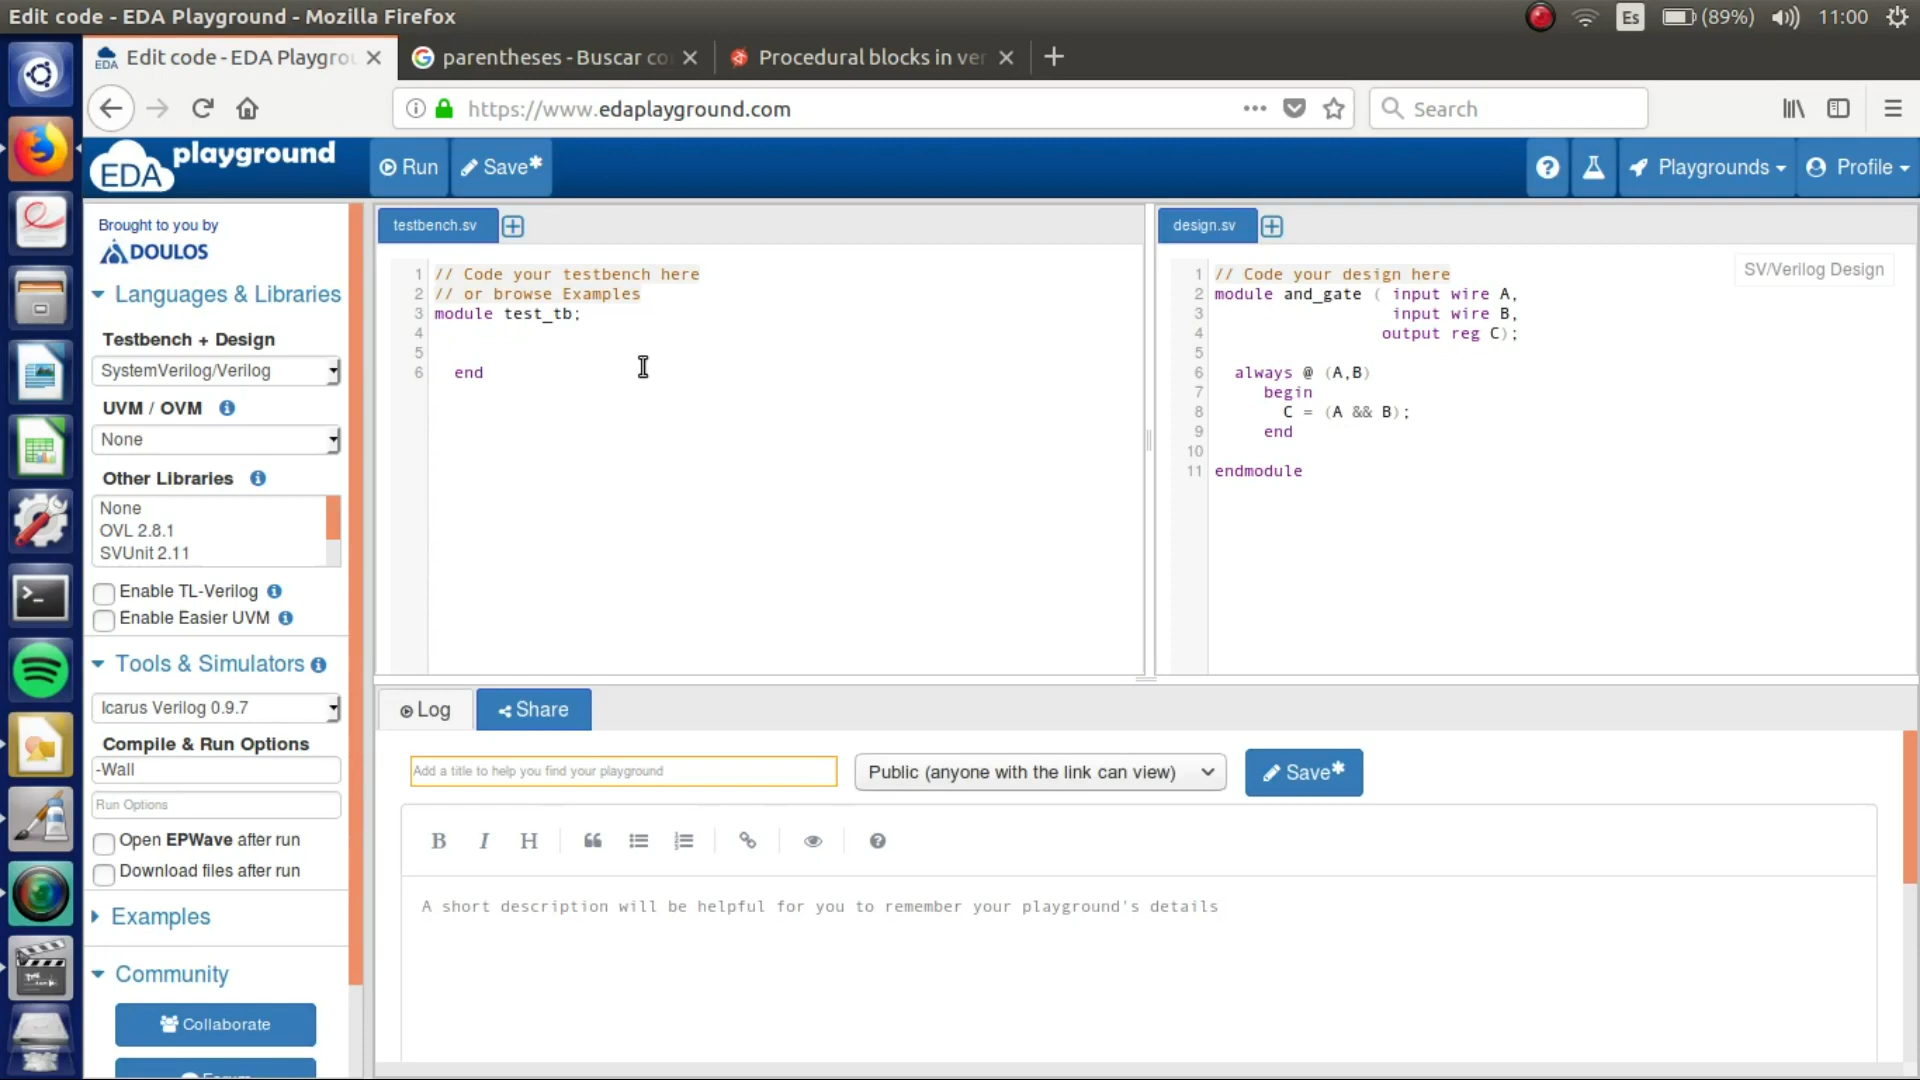 Edit code - EDA Playground - Mozilla Firefox
Es
(89%)
11:00
EDA
Edit code - EDA Playgrou
parentheses - Buscar co
Procedural blocks in ver
https://www.edaplayground.com
Search
EDA playground
Run
Save*
Playgrounds
Profile
Brought to you by
DOULOS
Languages & Libraries
Testbench + Design
SystemVerilog/Verilog
UVM / OVM
None
Other Libraries
None
OVL 2.8.1
SVUnit 2.11
Enable TL-Verilog
Enable Easier UVM
Tools & Simulators
Icarus Verilog 0.9.7
Compile & Run Options
-Wall
Run Options
Open EPWave after run
Download files after run
Examples
Community
Collaborate
testbench.sv
1 // Code your testbench here
2 // or browse Examples
3 module test_tb;
4
5
6 end
design.sv
SV/Verilog Design
1 // Code your design here
2 module and_gate ( input wire A,
3 input wire B,
4 output reg C);
5
6 always @ (A,B)
7 begin
8 C = (A && B);
9 end
10
11 endmodule
Log
Share
Add a title to help you find your playground
Public (anyone with the link can view)
Save*
B I H
A short description will be helpful for you to remember your playground's details